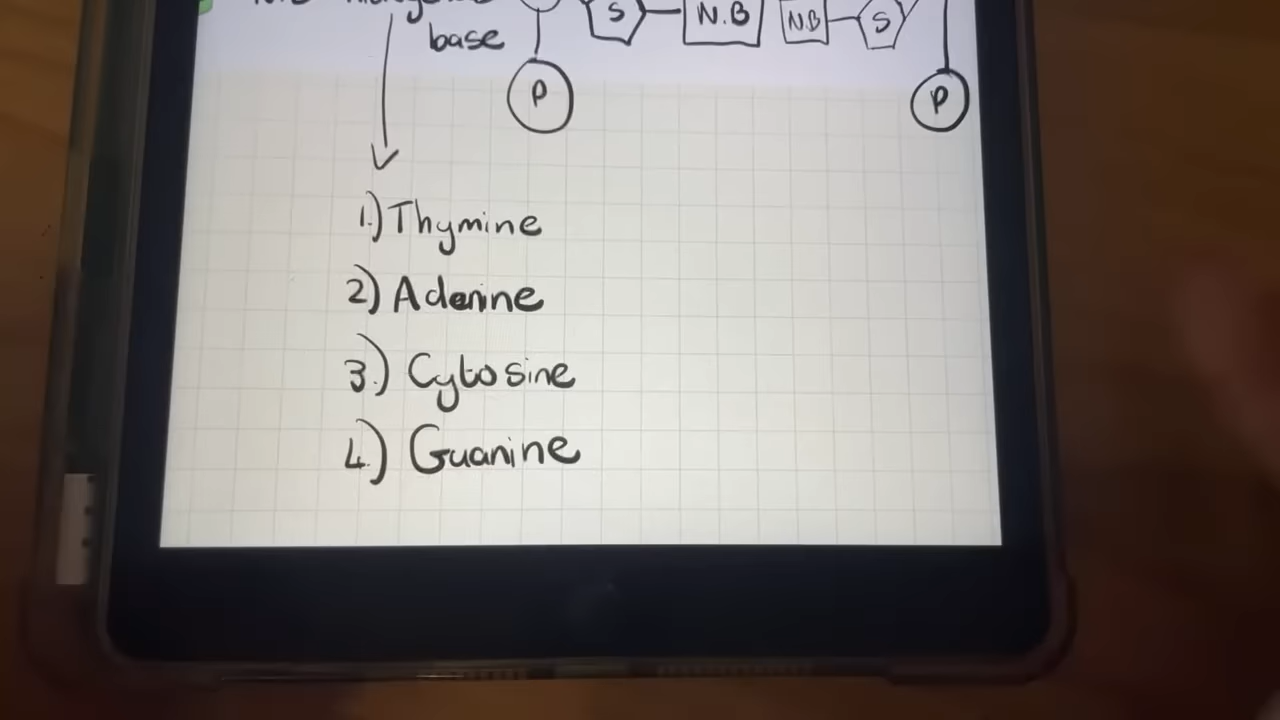 S N.B N.B S
base
P P
1.) Thymine
2) Adenine
3.) Cytosine
4.) Guanine